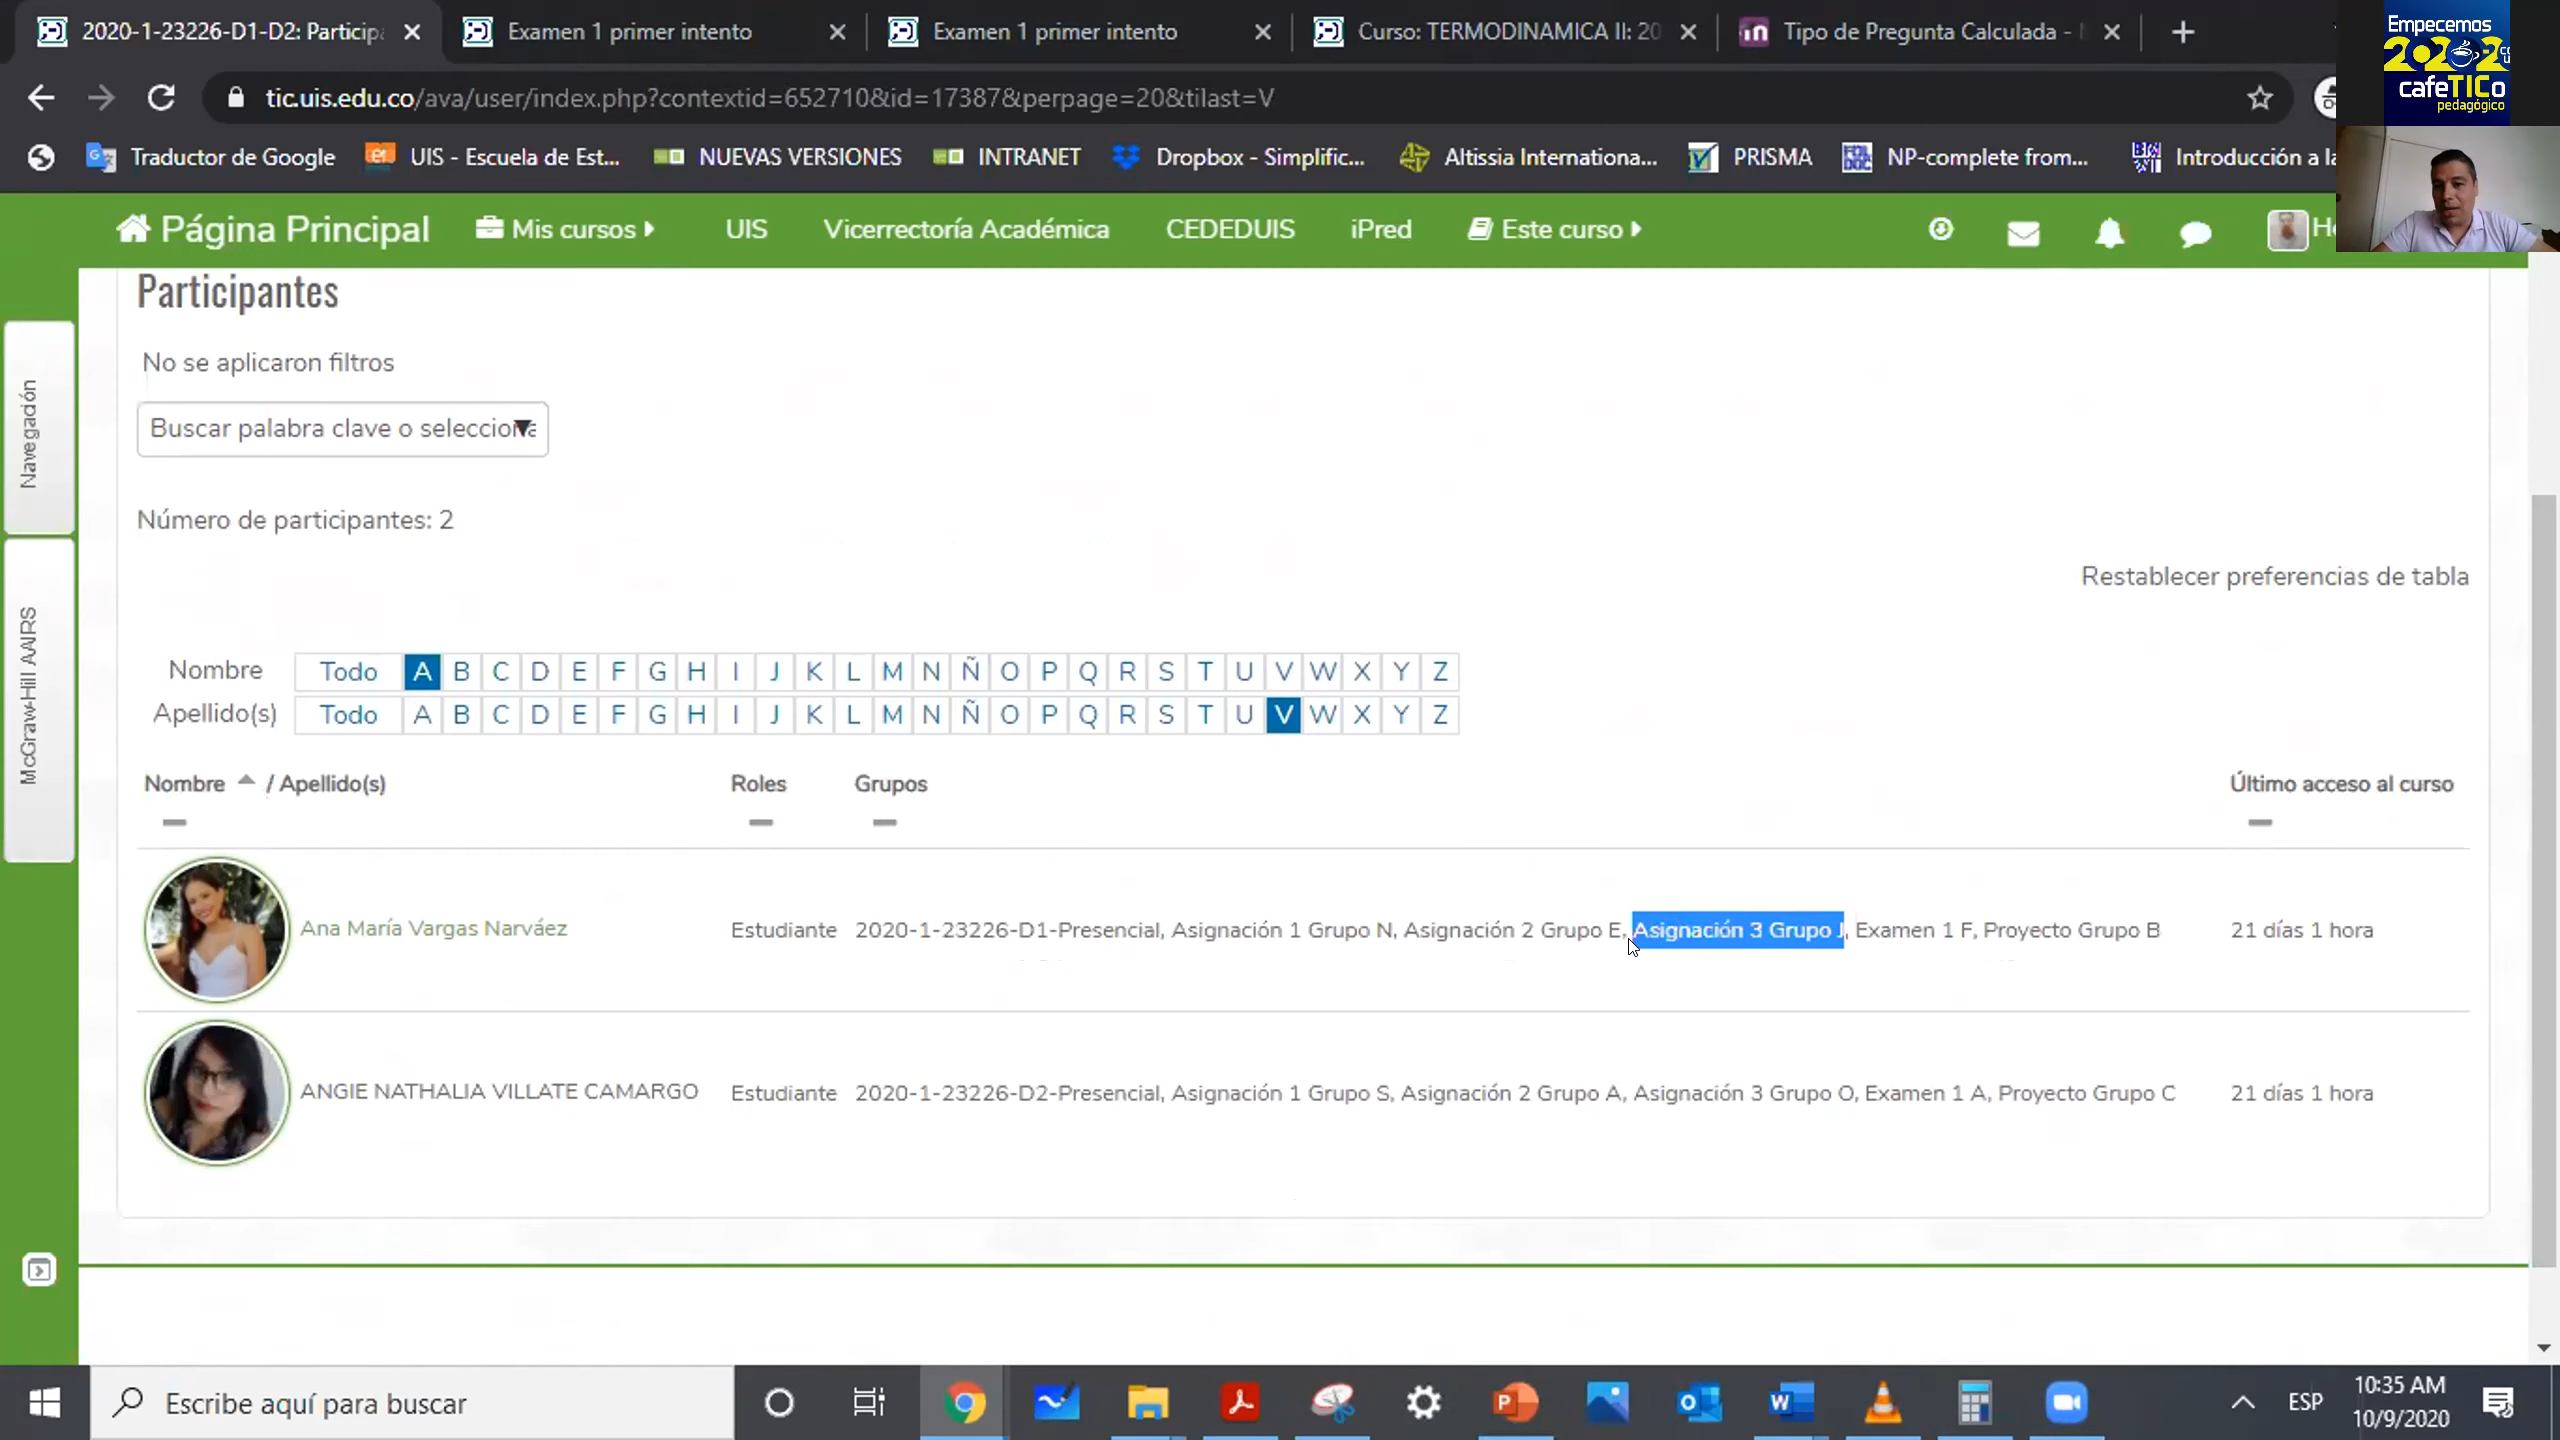 2020-1-23226-D1-D2: Particip
Examen 1 primer intento
Examen 1 primer intento
Curso: TERMODINAMICA II: 20
Tipo de Pregunta Calculada -
Empecemos
cafeTICo
pedagógico
tic.uis.edu.co/ava/user/index.php?contextid=652710&id=17387&perpage=20&tilast=V
Traductor de Google
UIS - Escuela de Est...
NUEVAS VERSIONES
INTRANET
Dropbox - Simplific...
Altissia Internationa...
PRISMA
NP-complete from...
Introducción a la
Página Principal
Mis cursos
UIS
Vicerrectoría Académica
CEDEDUIS
iPred
Este curso
Navegación
McGraw-Hill AAIRS
Participantes
No se aplicaron filtros
Buscar palabra clave o selecciona
Número de participantes: 2
Restablecer preferencias de tabla
Nombre Todo A B C D E F G H I J K L M N Ñ O P Q R S T U V W X Y Z
Apellido(s) Todo A B C D E F G H I J K L M N Ñ O P Q R S T U V W X Y Z
Nombre / Apellido(s) Roles Grupos Último acceso al curso
Ana María Vargas Narváez Estudiante 2020-1-23226-D1-Presencial, Asignación 1 Grupo N, Asignación 2 Grupo E, Asignación 3 Grupo J, Examen 1 F, Proyecto Grupo B 21 días 1 hora
ANGIE NATHALIA VILLATE CAMARGO Estudiante 2020-1-23226-D2-Presencial, Asignación 1 Grupo S, Asignación 2 Grupo A, Asignación 3 Grupo O, Examen 1 A, Proyecto Grupo C 21 días 1 hora
Escribe aquí para buscar
ESP
10:35 AM
10/9/2020